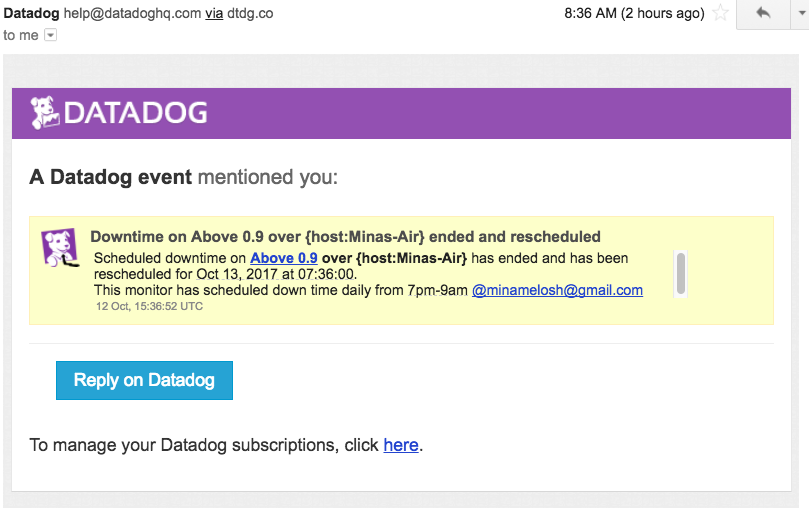 Datadog help@datadoghq.com via dtdg.co 8:36 AM (2 hours ago)
to me
DATADOG
A Datadog event mentioned you:
Downtime on Above 0.9 over {host:Minas-Air} ended and rescheduled
Scheduled downtime on Above 0.9 over {host:Minas-Air} has ended and has been
rescheduled for Oct 13, 2017 at 07:36:00.
This monitor has scheduled down time daily from 7pm-9am @minamelosh@gmail.com
12 Oct, 15:36:52 UTC
Reply on Datadog
To manage your Datadog subscriptions, click here.